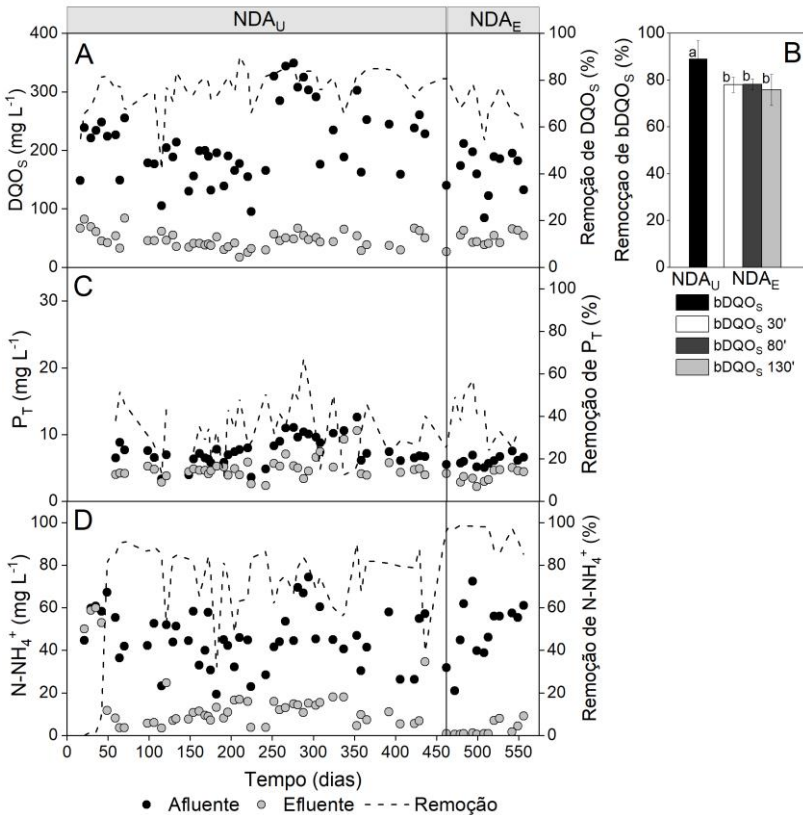 NDA_U NDA_E
A
400
300
200
100
0
DQO_S (mg L⁻¹)
100
80
60
40
20
0
Remoção de DQO_S (%)
B
100
80
60
40
20
0
Remocçao de bDQO_S (%)
a
b b b
NDA_U NDA_E
bDQO_S
bDQO_S 30'
bDQO_S 80'
bDQO_S 130'
C
30
20
10
0
P_T (mg L⁻¹)
100
80
60
40
20
0
Remoção de P_T (%)
D
100
80
60
40
20
0
N-NH₄⁺ (mg L⁻¹)
100
80
60
40
20
0
Remoção de N-NH₄⁺ (%)
0 50 100 150 200 250 300 350 400 450 500 550
Tempo (dias)
Afluente Efluente Remoção